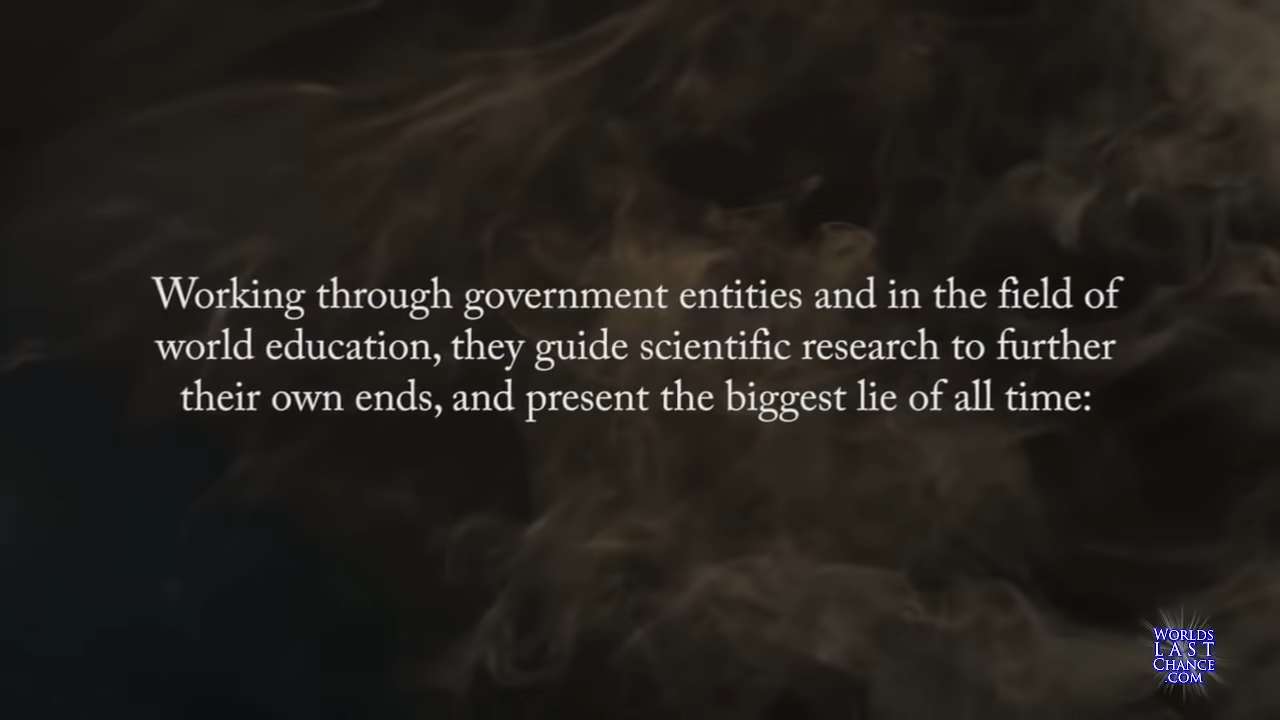 Working through government entities and in the field of
world education, they guide scientific research to further
their own ends, and present the biggest lie of all time:
WORLDS
LAST
CHANCE
.COM